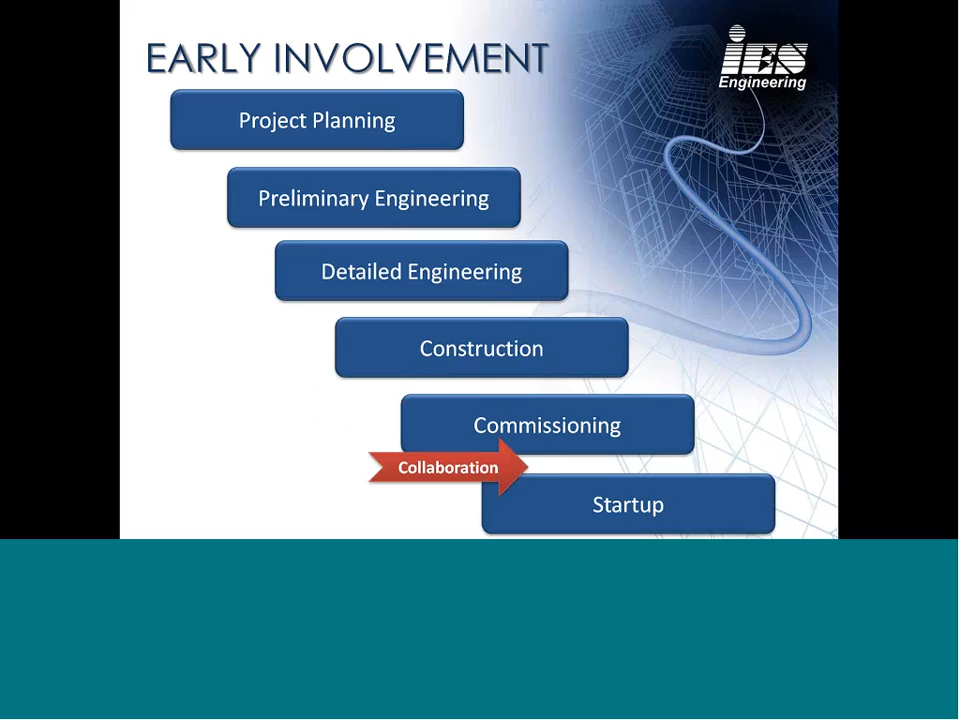 EARLY INVOLVEMENT
iES
Engineering
Project Planning
Preliminary Engineering
Detailed Engineering
Construction
Commissioning
Collaboration
Startup